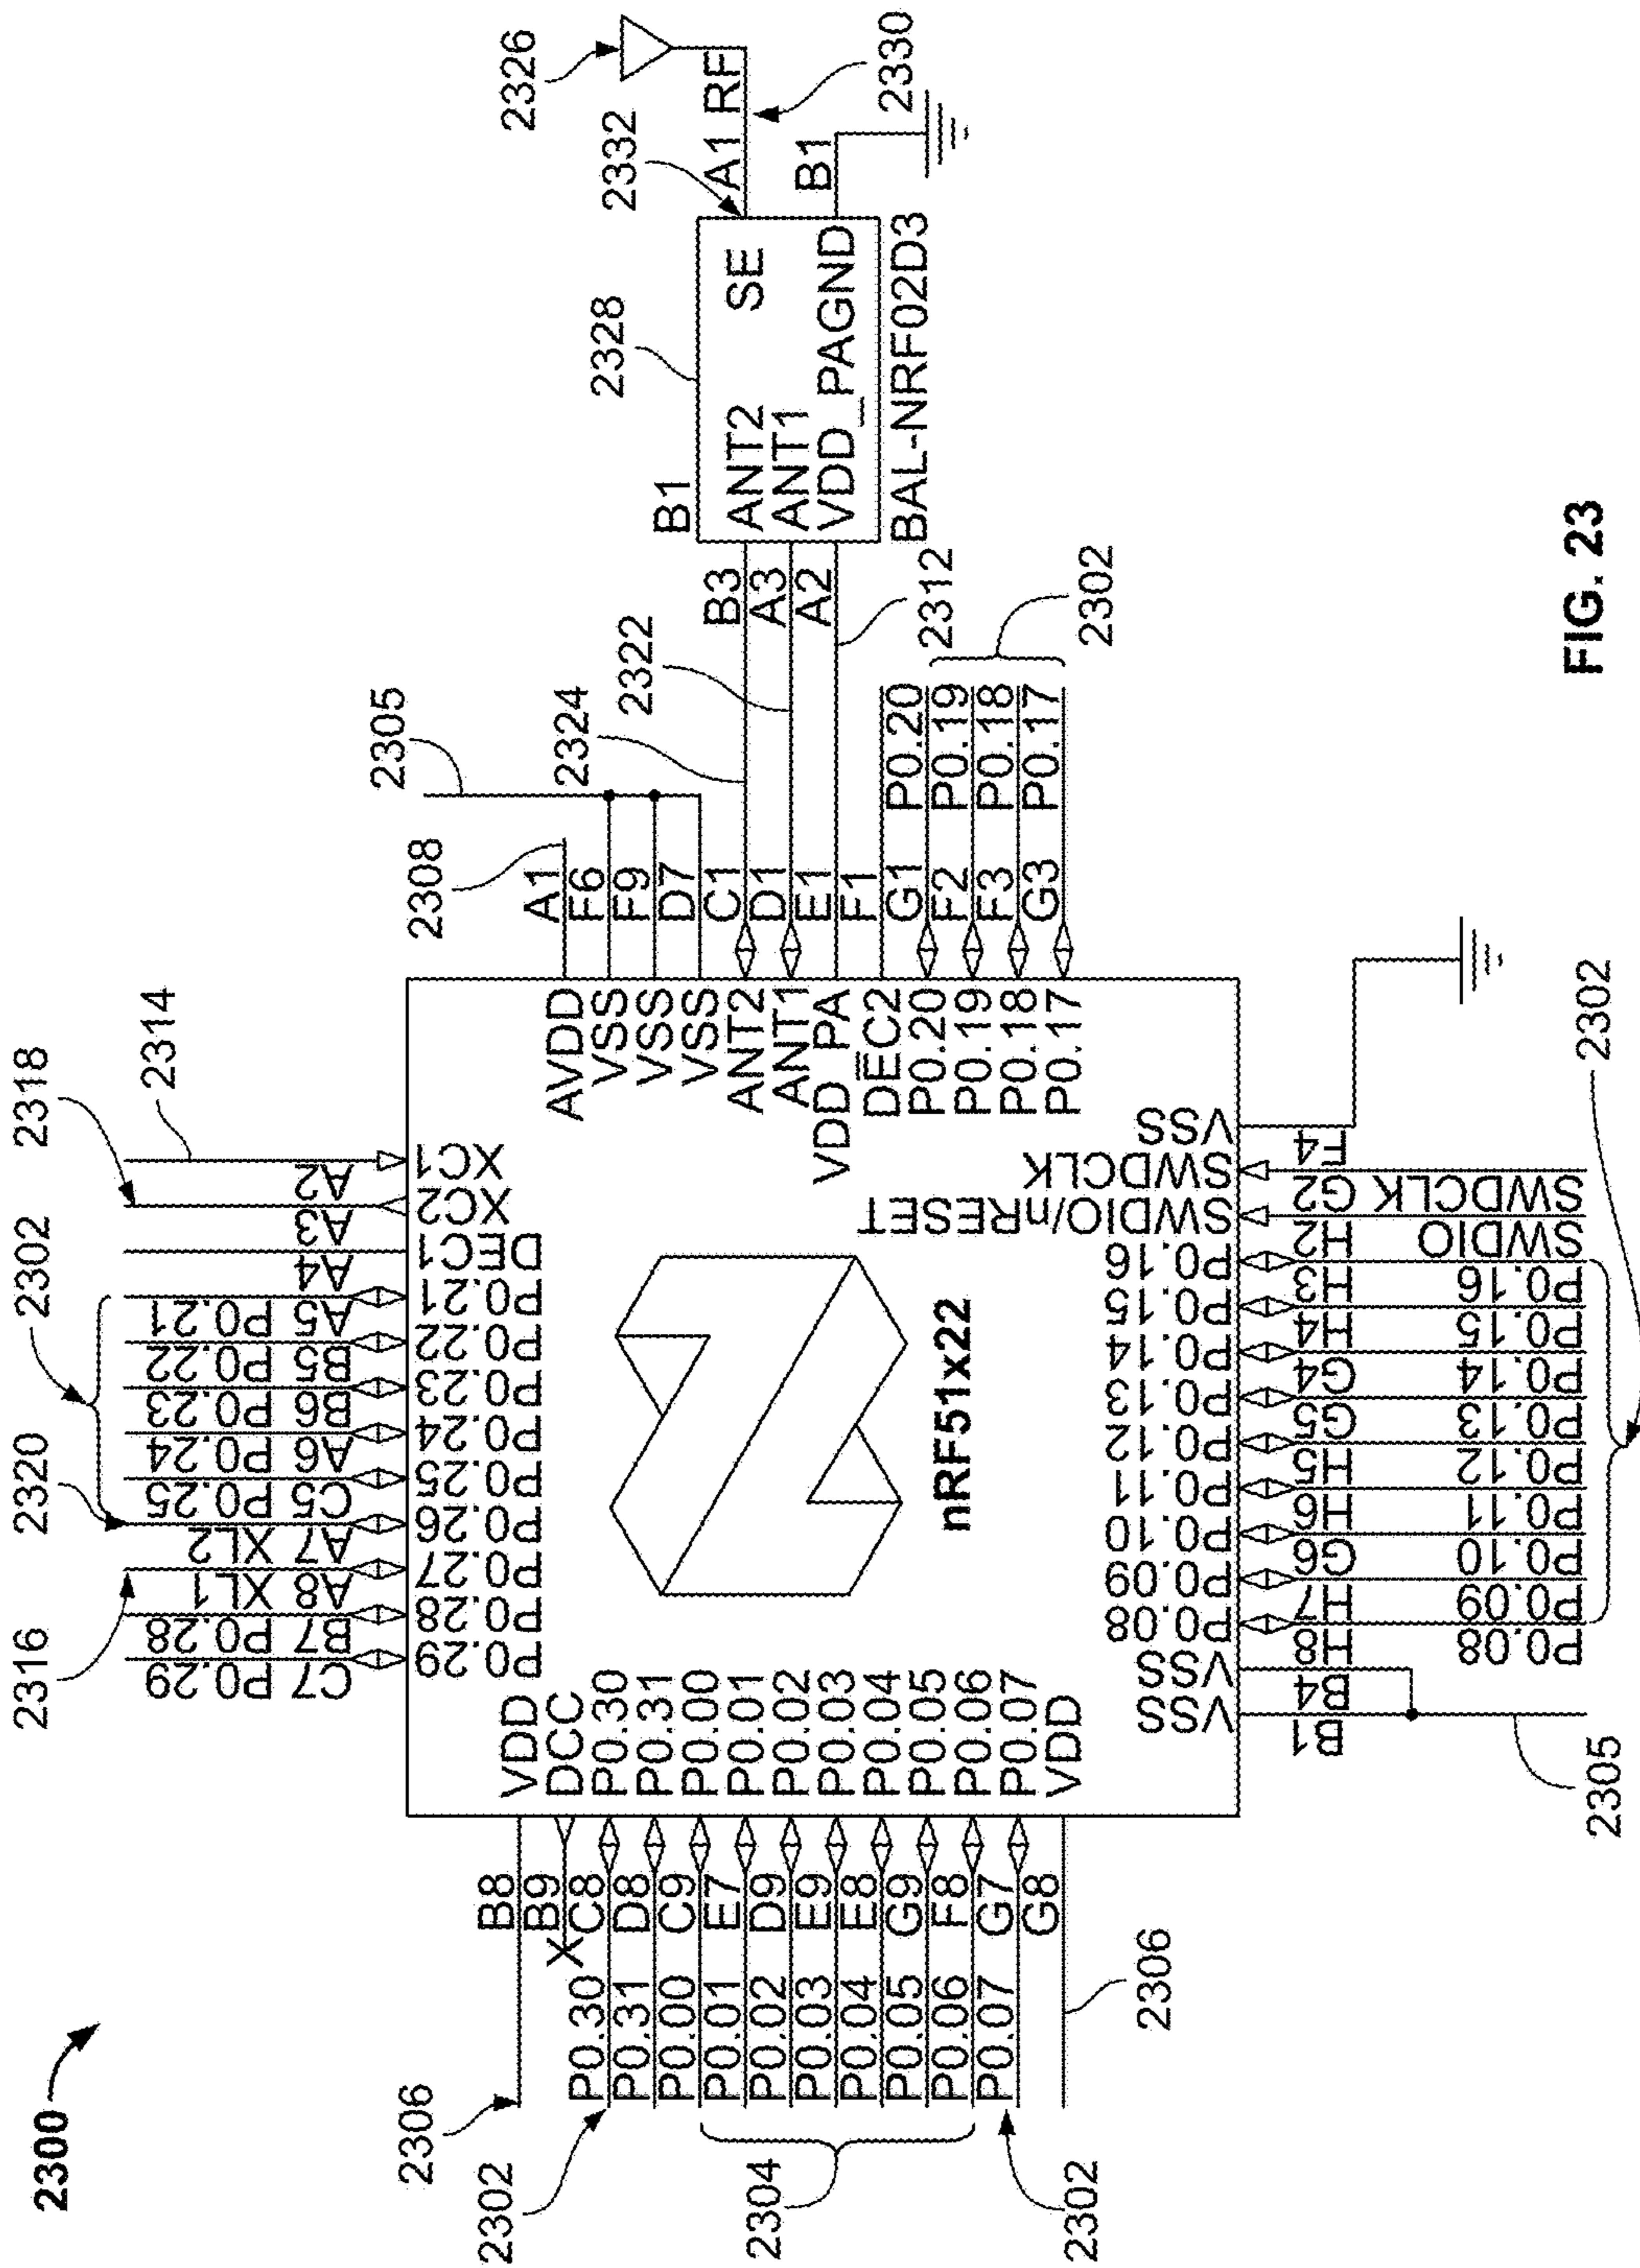 2300
2316
2320
2302
2318
2314
C7 P0.29
B7 P0.28
A8 XL1
A7 XL2
C5 P0.25
A6 P0.24
B6 P0.23
B5 P0.22
A5 P0.21
A4
A3
A2
P0.29
P0.28
P0.27
P0.26
P0.25
P0.24
P0.23
P0.22
P0.21
DEC1
XC2
XC1
2306
2302
2304
2302
2306
B8
B9
X
P0.30 C8
P0.31 D8
P0.00 C9
P0.01 E7
P0.02 D9
P0.03 E9
P0.04 E8
P0.05 G9
P0.06 F8
P0.07 G7
G8
VDD
DCC
P0.30
P0.31
P0.00
P0.01
P0.02
P0.03
P0.04
P0.05
P0.06
P0.07
VDD
nRF51x22
AVDD
VSS
VSS
VSS
ANT2
ANT1
VDD PA
DEC2
P0.20
P0.19
P0.18
P0.17
A1
F6
F9
D7
C1
D1
E1
F1
G1 P0.20
F2 P0.19
F3 P0.18
G3 P0.17
2308
2305
2324
2322
2312
2302
B3
A3
A2
B1
2328
ANT2 SE
ANT1
VDD_PAGND
BAL-NRF02D3
2332
A1 RF
B1
2326
2330
VSS
VSS
P0.08
P0.09
P0.10
P0.11
P0.12
P0.13
P0.14
P0.15
P0.16
SWDIO/nRESET
SWDCLK
VSS
B1
B4
H8 P0.08
H7 P0.09
G6 P0.10
H6 P0.11
H5 P0.12
G5 P0.13
G4 P0.14
H4 P0.15
H3 P0.16
H2 SWDIO
G2 SWDCLK
F4
2305
2302
FIG. 23